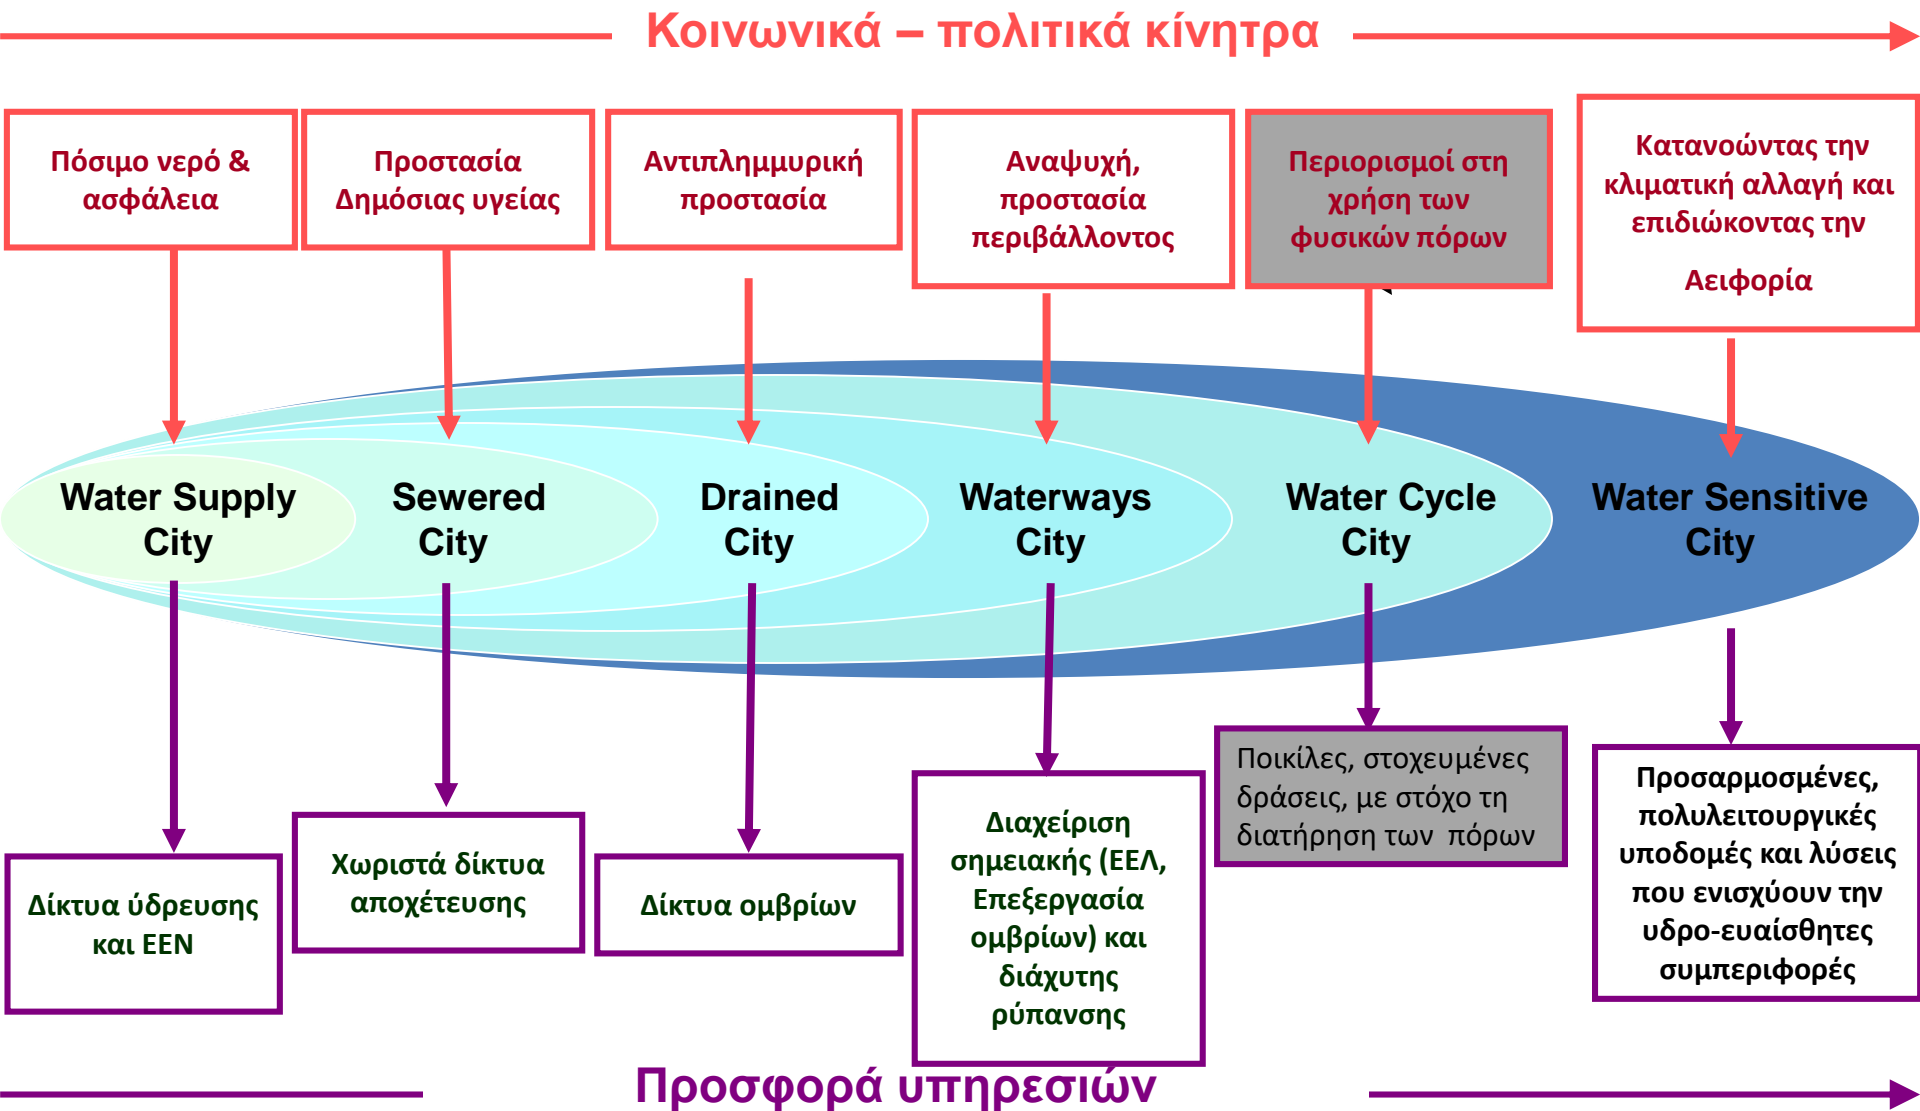 Κοινωνικά – πολιτικά κίνητρα
Πόσιμο νερό &
ασφάλεια
Προστασία
Δημόσιας υγείας
Αντιπλημμυρική
προστασία
Αναψυχή,
προστασία
περιβάλλοντος
Περιορισμοί στη
χρήση των
φυσικών πόρων
Κατανοώντας την
κλιματική αλλαγή και
επιδιώκοντας την
Αειφορία
Water Supply
City
Sewered
City
Drained
City
Waterways
City
Water Cycle
City
Water Sensitive
City
Δίκτυα ύδρευσης
και ΕΕΝ
Χωριστά δίκτυα
αποχέτευσης
Δίκτυα ομβρίων
Διαχείριση
σημειακής (ΕΕΛ,
Επεξεργασία
ομβρίων) και
διάχυτης
ρύπανσης
Ποικίλες, στοχευμένες
δράσεις, με στόχο τη
διατήρηση των πόρων
Προσαρμοσμένες,
πολυλειτουργικές
υποδομές και λύσεις
που ενισχύουν την
υδρο-ευαίσθητες
συμπεριφορές
Προσφορά υπηρεσιών